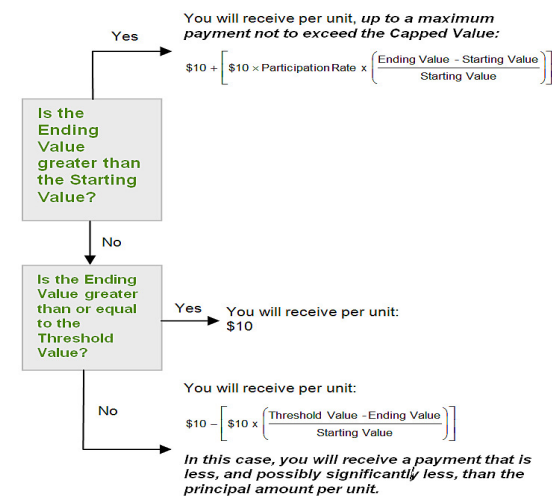 Yes
You will receive per unit, up to a maximum
payment not to exceed the Capped Value:
$10 + [ $10 × Participation Rate x ( Ending Value - Starting Value
Starting Value ) ]
Is the
Ending
Value
greater than
the Starting
Value?
No
Is the Ending
Value greater
than or equal
to the
Threshold
Value?
Yes
You will receive per unit:
$10
No
You will receive per unit:
$10 – [ $10 x ( Threshold Value - Ending Value
Starting Value ) ]
In this case, you will receive a payment that is
less, and possibly significantly less, than the
principal amount per unit.